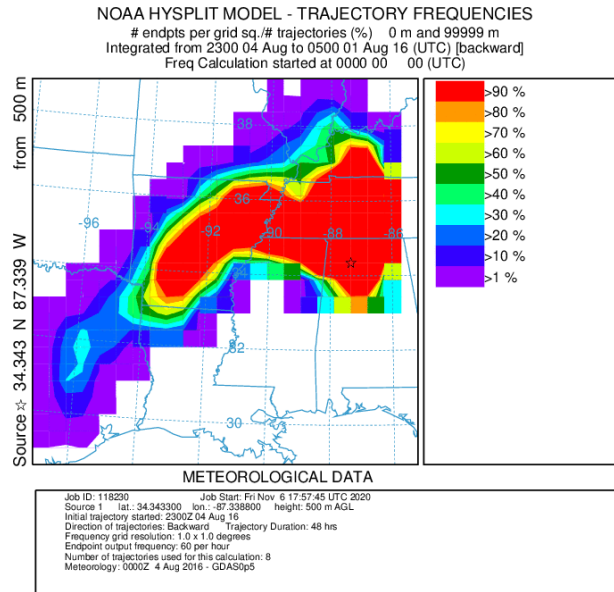 NOAA HYSPLIT MODEL - TRAJECTORY FREQUENCIES
# endpts per grid sq./# trajectories (%) 0 m and 99999 m
Integrated from 2300 04 Aug to 0500 01 Aug 16 (UTC) [backward]
Freq Calculation started at 0000 00 00 (UTC)
Source ☆ 34.343 N 87.339 W from 500 m
>90 %
>80 %
>70 %
>60 %
>50 %
>40 %
>30 %
>20 %
>10 %
>1 %
38
36
-96
-94
-92
-90
-88
-86
34
32
30
METEOROLOGICAL DATA
Job ID: 118230 Job Start: Fri Nov 6 17:57:45 UTC 2020
Source 1 lat.: 34.343300 lon.: -87.338800 height: 500 m AGL
Initial trajectory started: 2300Z 04 Aug 16
Direction of trajectories: Backward Trajectory Duration: 48 hrs
Frequency grid resolution: 1.0 x 1.0 degrees
Endpoint output frequency: 60 per hour
Number of trajectories used for this calculation: 8
Meteorology: 0000Z 4 Aug 2016 - GDAS0p5